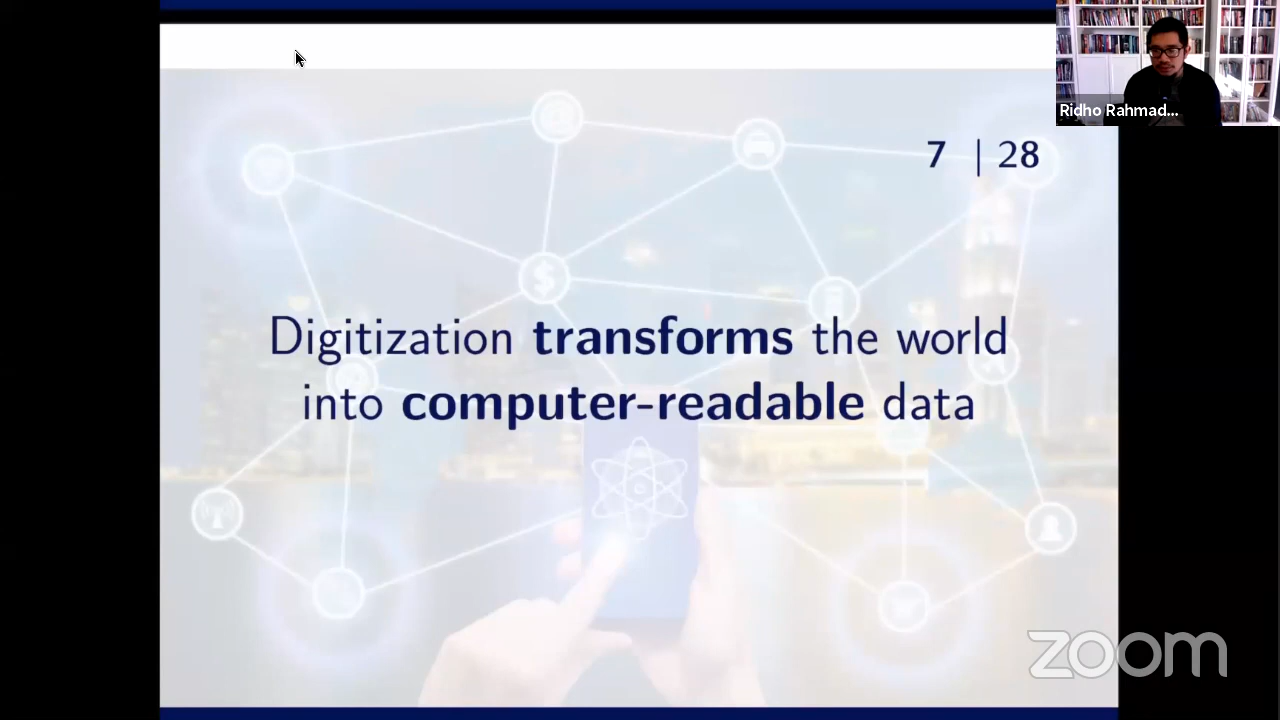 Ridho Rahmad...
7 | 28
Digitization transforms the world
into computer-readable data
zoom